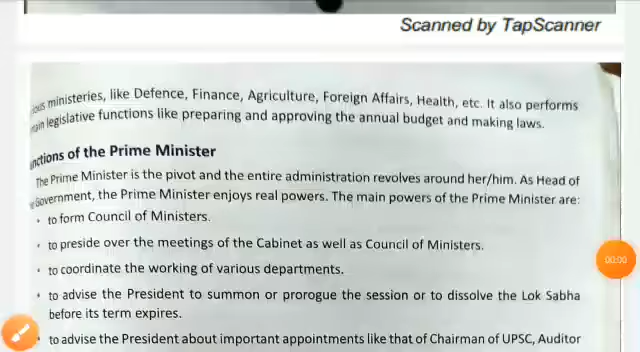 Scanned by TapScanner
ministeries, like Defence, Finance, Agriculture, Foreign Affairs, Health, etc. It also performs
legislative functions like preparing and approving the annual budget and making laws.
of the Prime Minister
The Prime Minister is the pivot and the entire administration revolves around her/him. As Head of
Government, the Prime Minister enjoys real powers. The main powers of the Prime Minister are:
• to form Council of Ministers.
• to preside over the meetings of the Cabinet as well as Council of Ministers.
• to coordinate the working of various departments.
• to advise the President to summon or prorogue the session or to dissolve the Lok Sabha
before its term expires.
• to advise the President about important appointments like that of Chairman of UPSC, Auditor
00:00